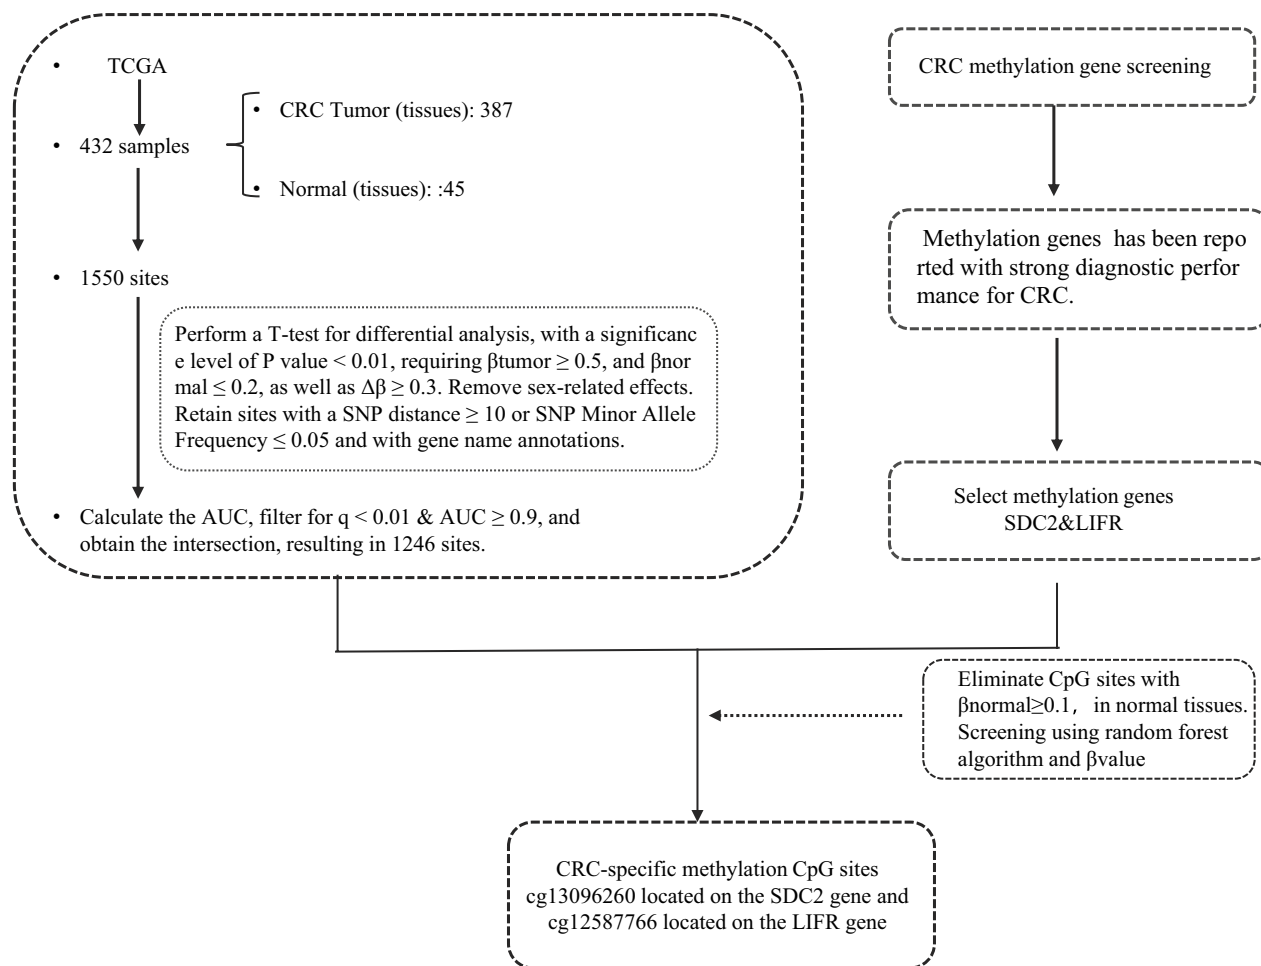 • TCGA
• CRC Tumor (tissues): 387
• 432 samples
• Normal (tissues): :45
• 1550 sites
Perform a T-test for differential analysis, with a significanc
e level of P value < 0.01, requiring βtumor ≥ 0.5, and βnor
mal ≤ 0.2, as well as Δβ ≥ 0.3. Remove sex-related effects.
Retain sites with a SNP distance ≥ 10 or SNP Minor Allele
Frequency ≤ 0.05 and with gene name annotations.
• Calculate the AUC, filter for q < 0.01 & AUC ≥ 0.9, and
obtain the intersection, resulting in 1246 sites.
CRC methylation gene screening
Methylation genes has been repo
rted with strong diagnostic perfor
mance for CRC.
Select methylation genes
SDC2&LIFR
Eliminate CpG sites with
βnormal≥0.1, in normal tissues.
Screening using random forest
algorithm and βvalue
CRC-specific methylation CpG sites
cg13096260 located on the SDC2 gene and
cg12587766 located on the LIFR gene